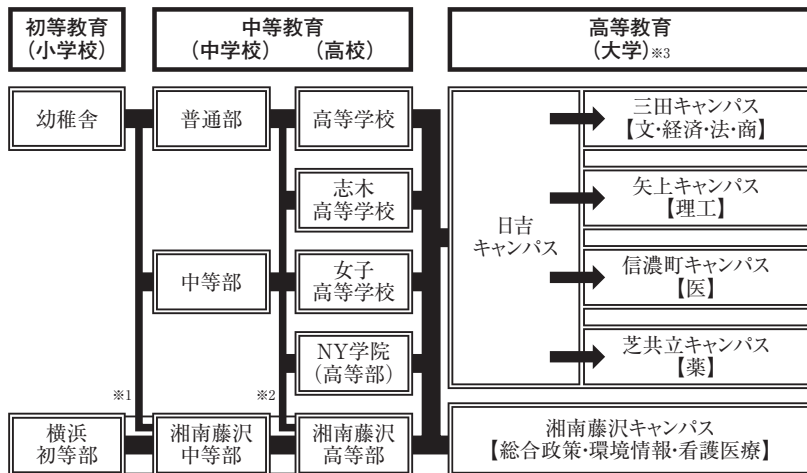 初等教育
(小学校)
中等教育
(中学校) (高校)
高等教育
(大学)※3
幼稚舎
普通部
高等学校
志木
高等学校
中等部
女子
高等学校
NY学院
(高等部)
※1
※2
横浜
初等部
湘南藤沢
中等部
湘南藤沢
高等部
日吉
キャンパス
三田キャンパス
【文・経済・法・商】
矢上キャンパス
【理工】
信濃町キャンパス
【医】
芝共立キャンパス
【薬】
湘南藤沢キャンパス
【総合政策・環境情報・看護医療】